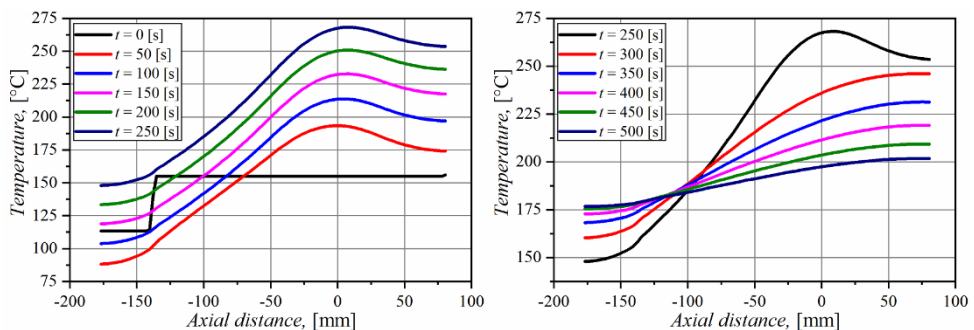 275
250
225
200
175
150
125
100
75
-200 -150 -100 -50 0 50 100
Temperature, [°C]
Axial distance, [mm]
t = 0 [s]
t = 50 [s]
t = 100 [s]
t = 150 [s]
t = 200 [s]
t = 250 [s]
275
250
225
200
175
150
-200 -150 -100 -50 0 50 100
Temperature, [°C]
Axial distance, [mm]
t = 250 [s]
t = 300 [s]
t = 350 [s]
t = 400 [s]
t = 450 [s]
t = 500 [s]